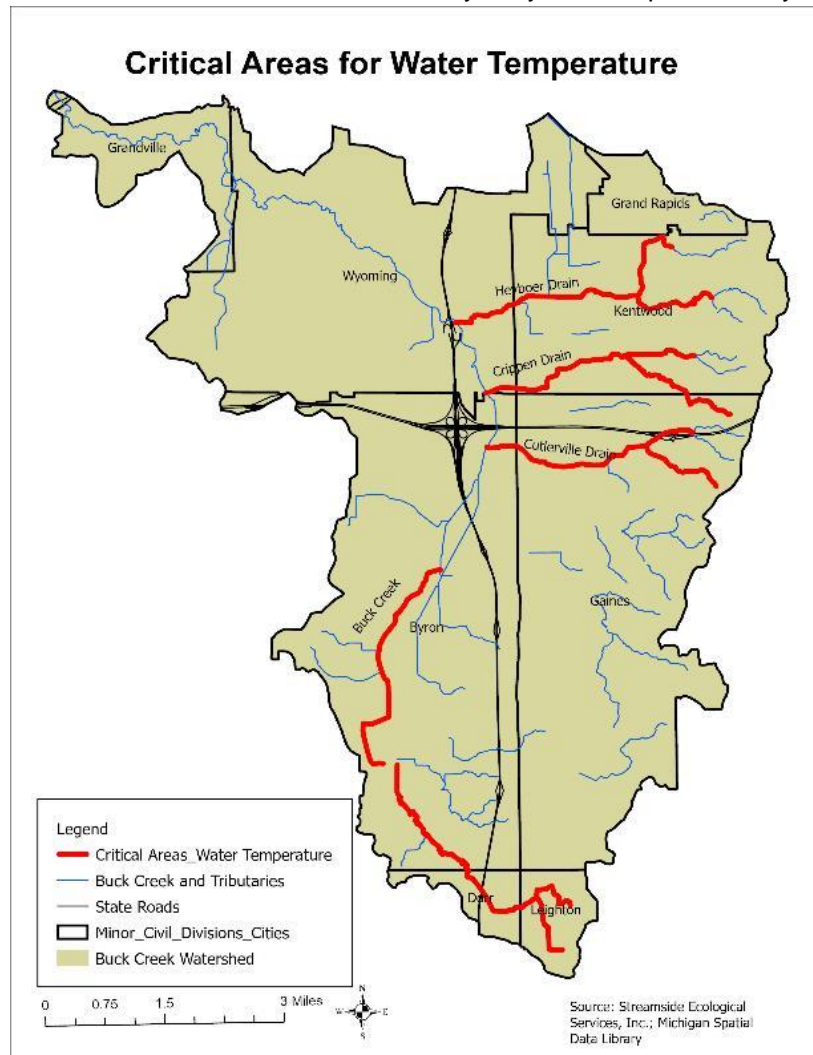 Critical Areas for Water Temperature
Grandville
Grand Rapids
Wyoming
Heyboer Drain
Kentwood
Crippen Drain
Cutlerville Drain
Buck Creek
Gaines
Byron
Dorr
Leighton
Legend
Critical Areas_Water Temperature
Buck Creek and Tributaries
State Roads
Minor_Civil_Divisions_Cities
Buck Creek Watershed
0 0.75 1.5 3 Miles
N
W E
S
Source: Streamside Ecological
Services, Inc.; Michigan Spatial
Data Library